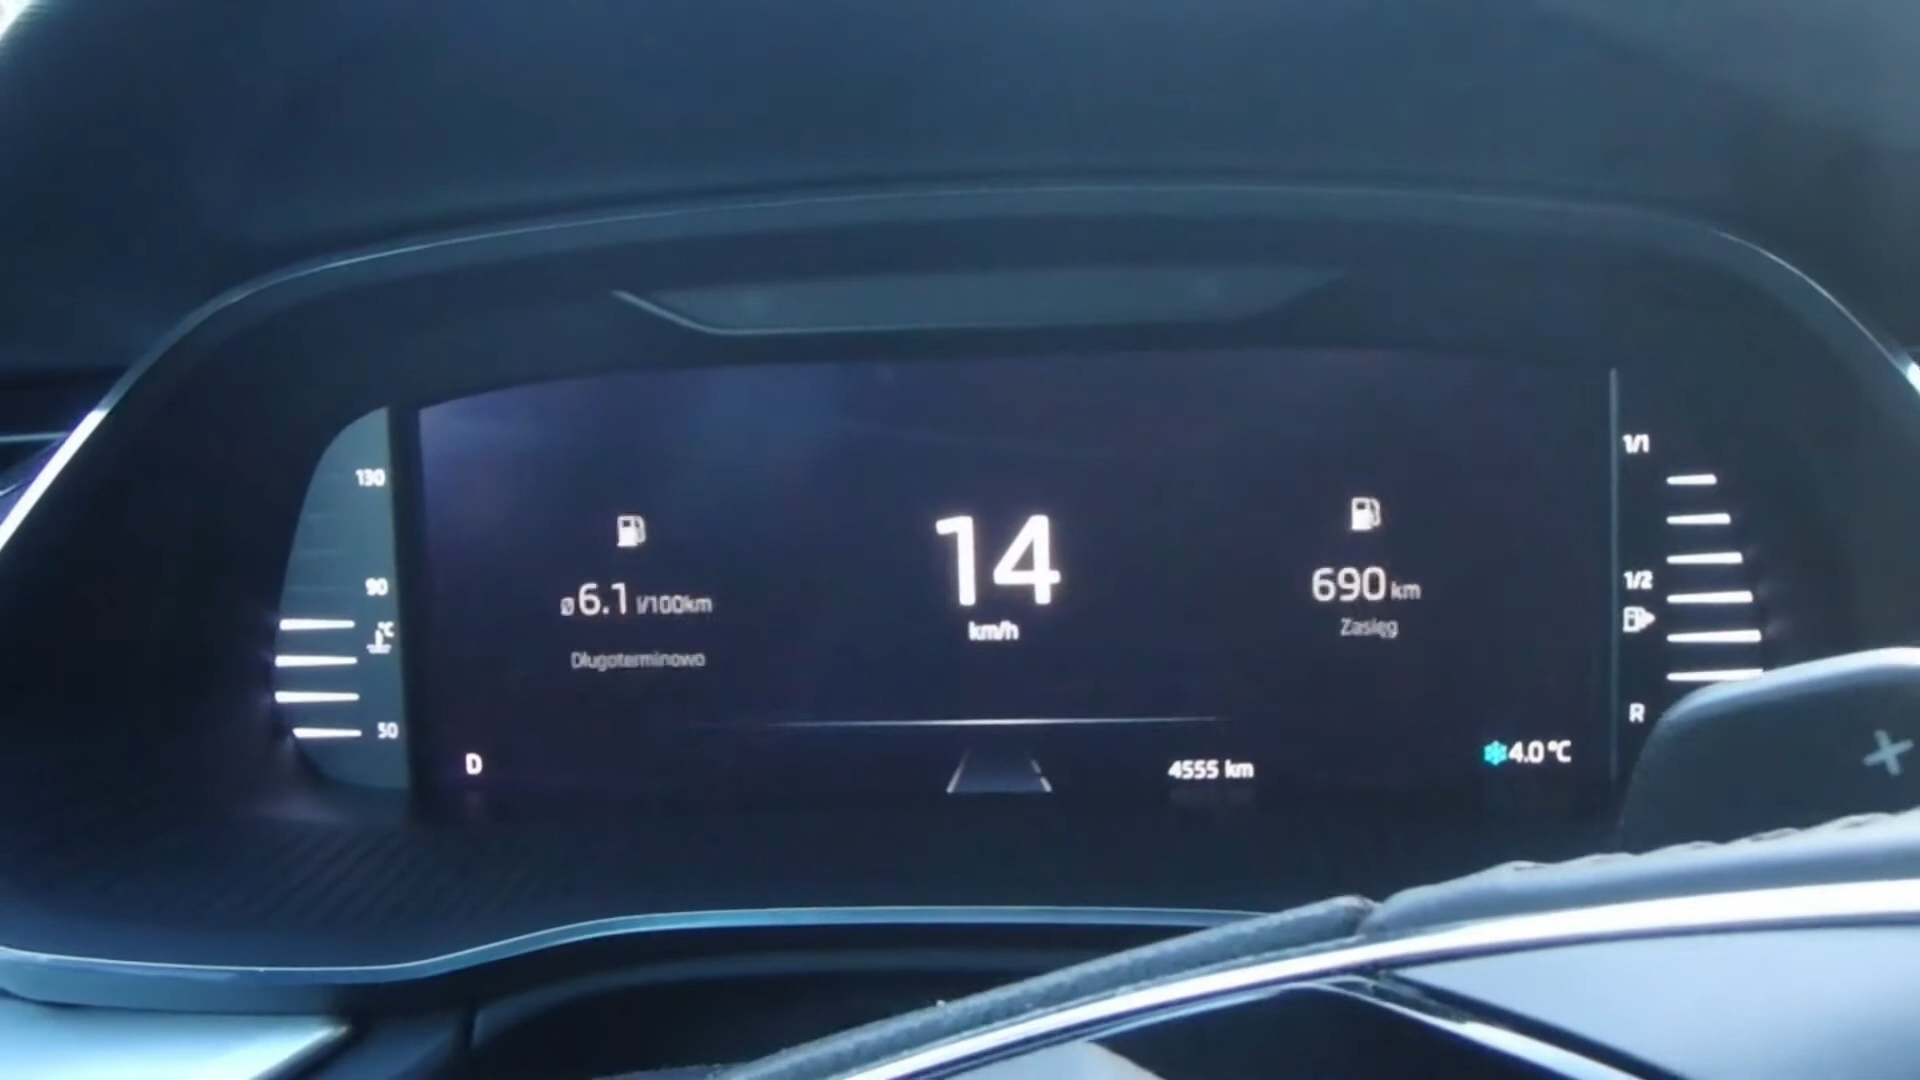 130
90
°C
50
ø6.1 l/100km
Długoterminowo
14
km/h
690 km
Zasięg
D
4555 km
4.0 °C
1/1
1/2
R
+